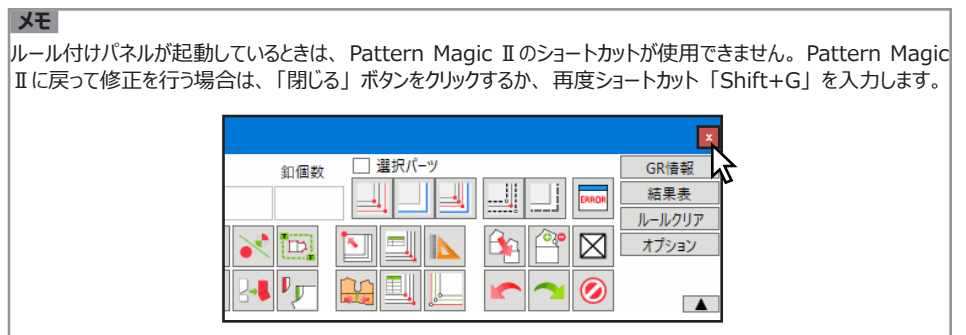 メモ
ルール付けパネルが起動しているときは、Pattern Magic Ⅱのショートカットが使用できません。Pattern Magic
Ⅱに戻って修正を行う場合は、「閉じる」ボタンをクリックするか、再度ショートカット「Shift+G」を入力します。
x
釦個数 選択パーツ GR情報
ERROR 結果表
ルールクリア
T オプション
T
▲